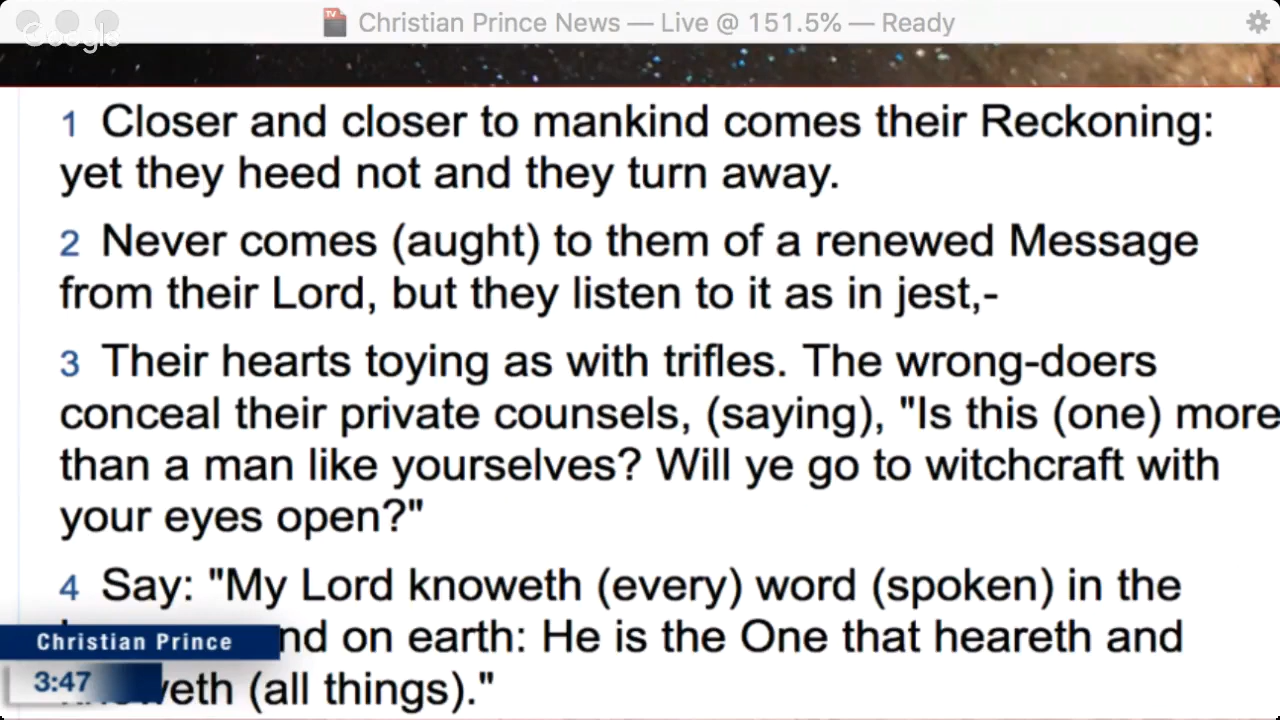 Christian Prince News — Live @ 151.5% — Ready
Google
1 Closer and closer to mankind comes their Reckoning:
yet they heed not and they turn away.
2 Never comes (aught) to them of a renewed Message
from their Lord, but they listen to it as in jest,-
3 Their hearts toying as with trifles. The wrong-doers
conceal their private counsels, (saying), "Is this (one) more
than a man like yourselves? Will ye go to witchcraft with
your eyes open?"
4 Say: "My Lord knoweth (every) word (spoken) in the
on earth: He is the One that heareth and
(all things)."
Christian Prince
3:47